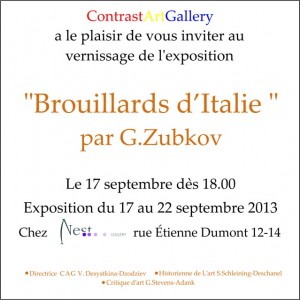 ContrastArtGallery
a le plaisir de vous inviter au
vernissage de l'exposition
"Brouillards d'Italie "
par G.Zubkov
Le 17 septembre dès 18.00
Exposition du 17 au 22 septembre 2013
Chez Nest GALLERY rue Étienne Dumont 12-14
•Directrice CAG V. Desyatkina-Dzodziev •Historienne de L'art S.Schleining-Deschanel
•Critique d'art G.Stevens-Adank